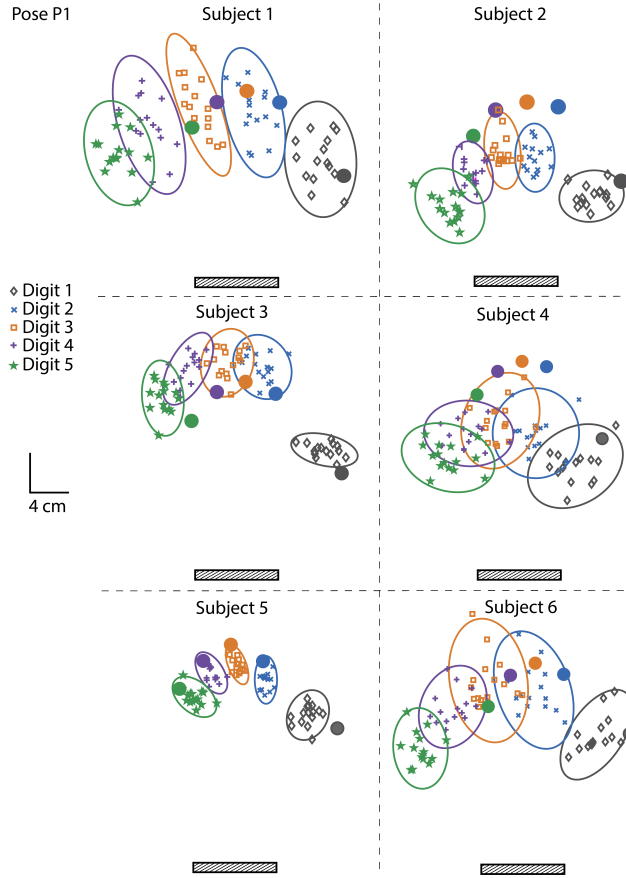 Pose P1
Subject 1
Subject 2
Digit 1
Digit 2
Digit 3
Digit 4
Digit 5
Subject 3
Subject 4
4 cm
Subject 5
Subject 6